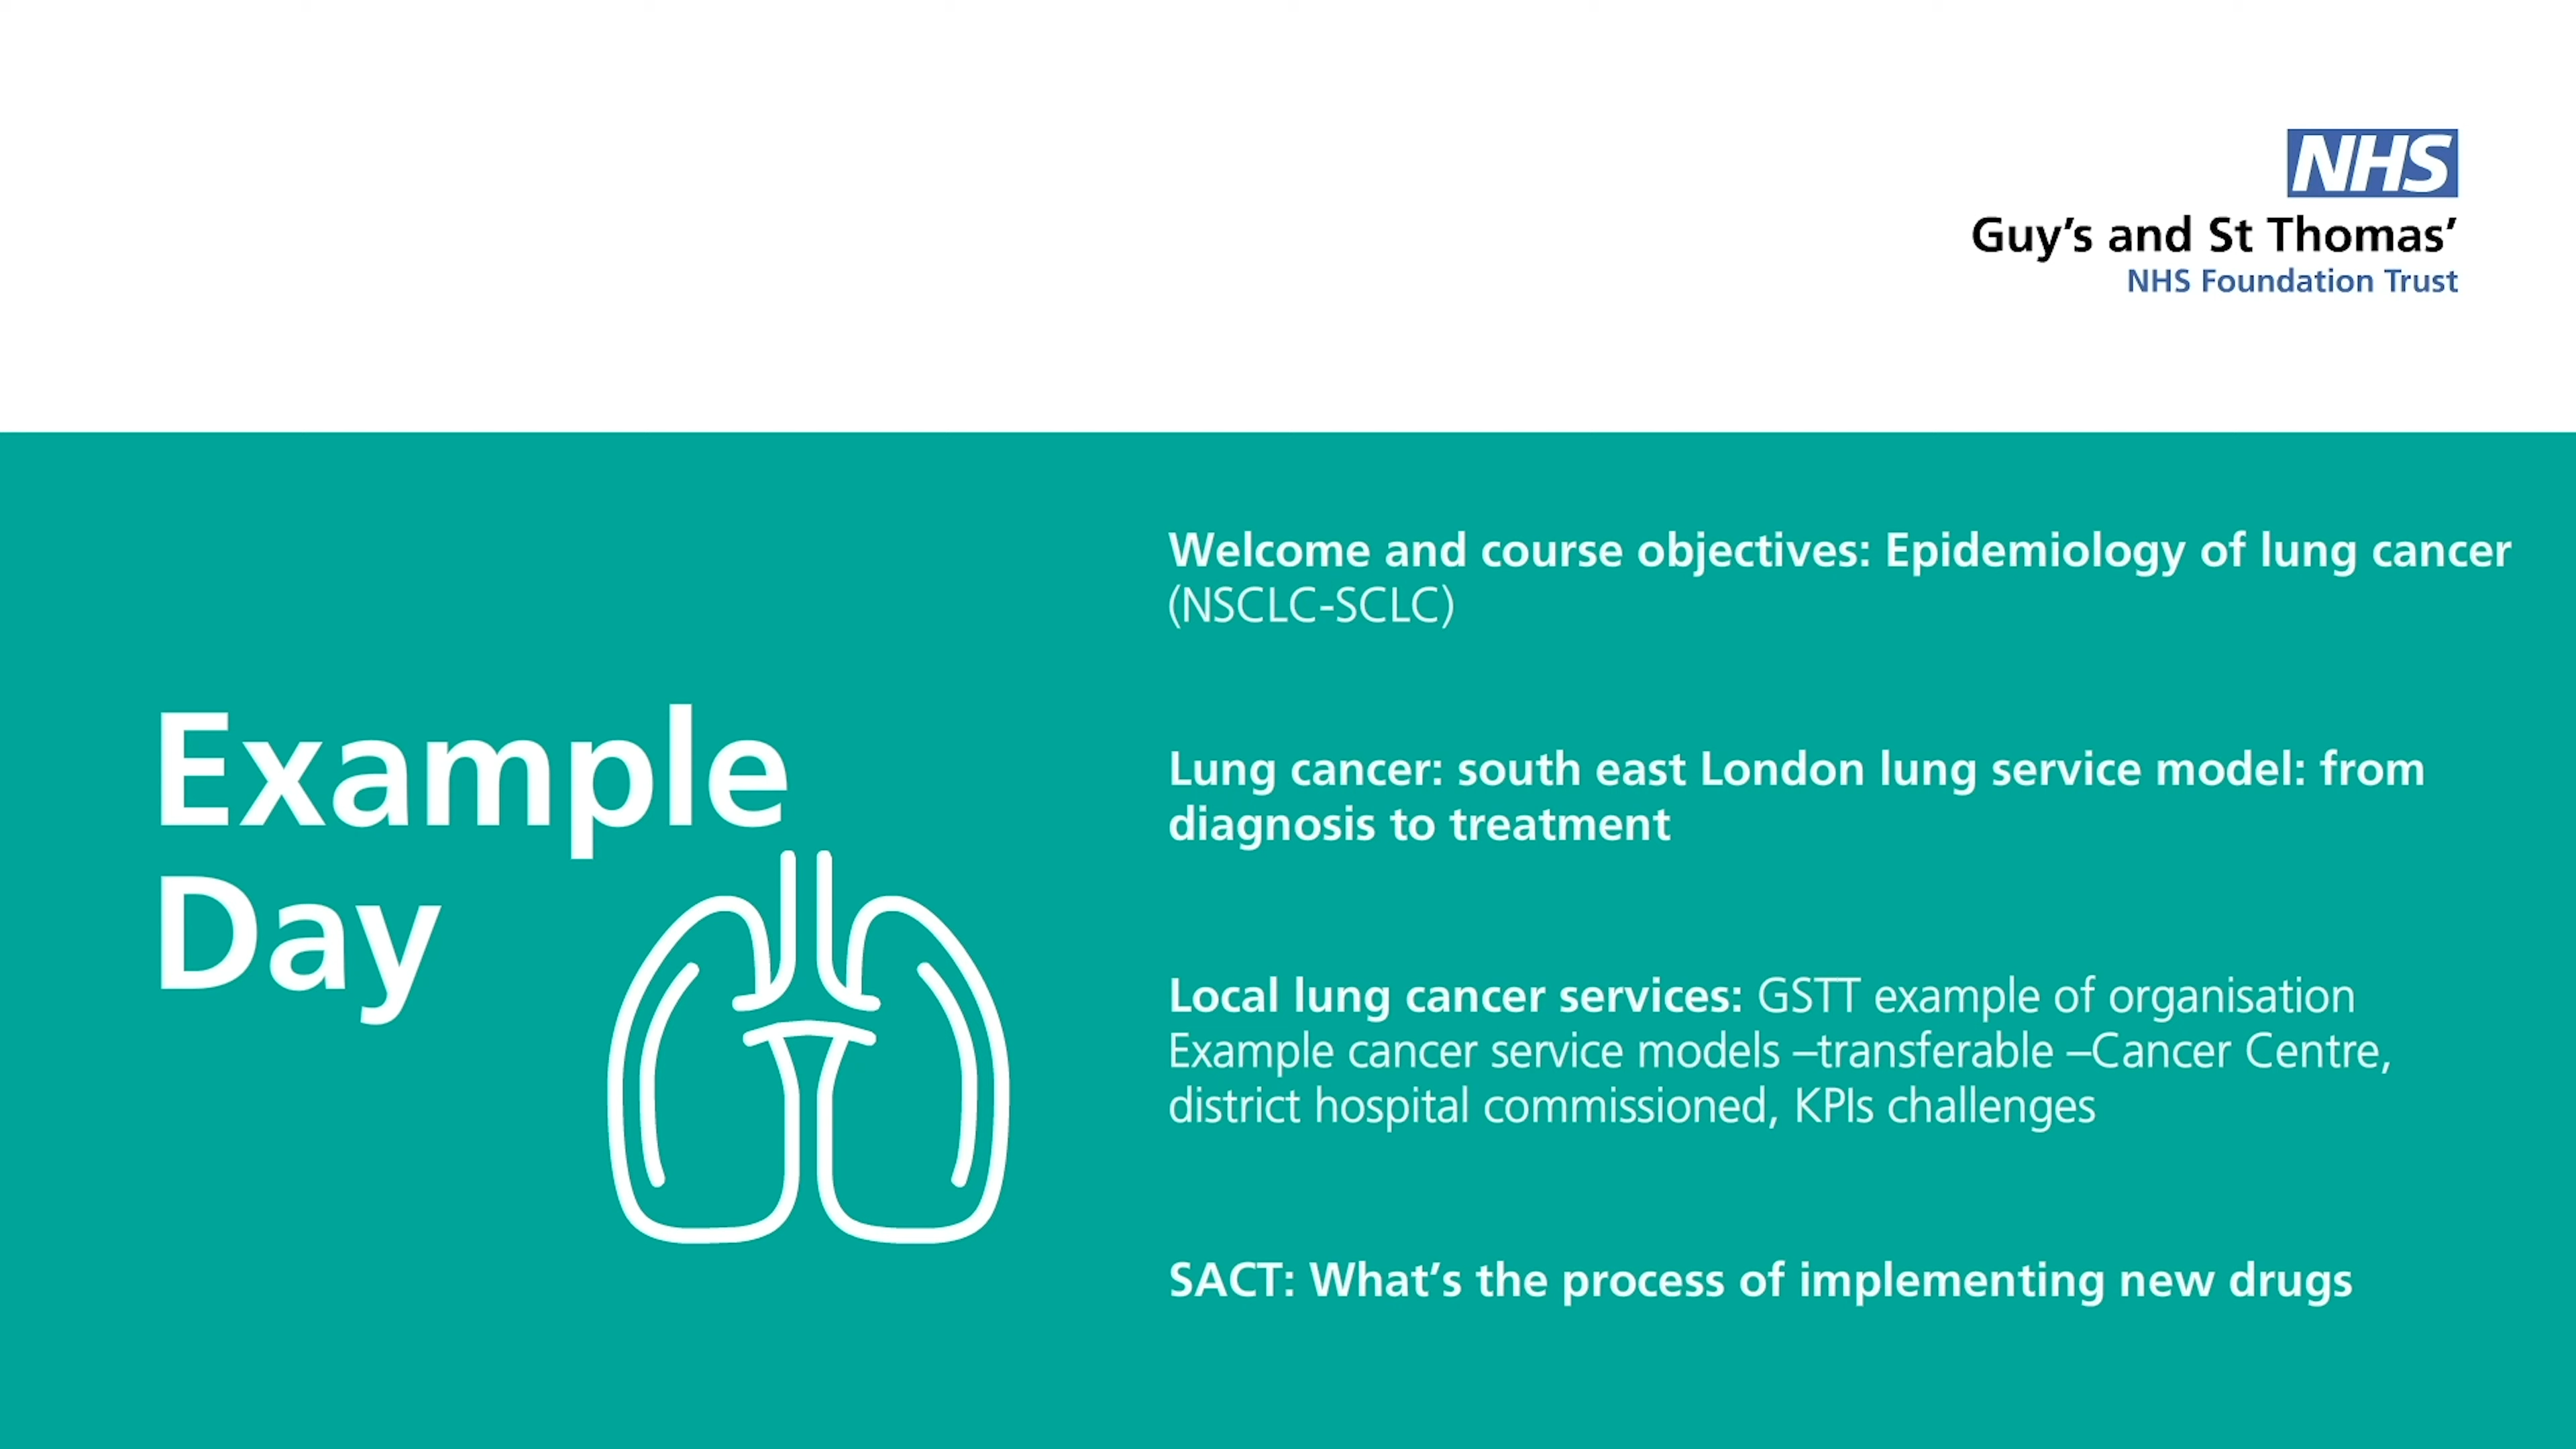 NHS
Guy’s and St Thomas’
NHS Foundation Trust
Example
Day
Welcome and course objectives: Epidemiology of lung cancer
(NSCLC-SCLC)
Lung cancer: south east London lung service model: from
diagnosis to treatment
Local lung cancer services: GSTT example of organisation
Example cancer service models –transferable –Cancer Centre,
district hospital commissioned, KPIs challenges
SACT: What’s the process of implementing new drugs